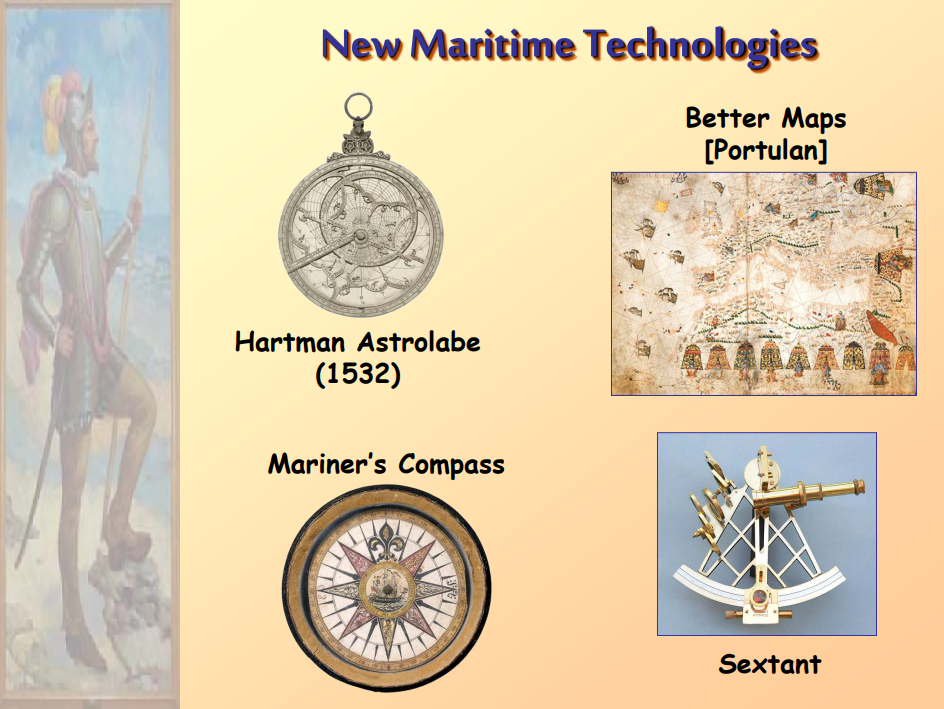 New Maritime Technologies
Hartman Astrolabe
(1532)
Better Maps
[Portulan]
Mariner's Compass
Sextant